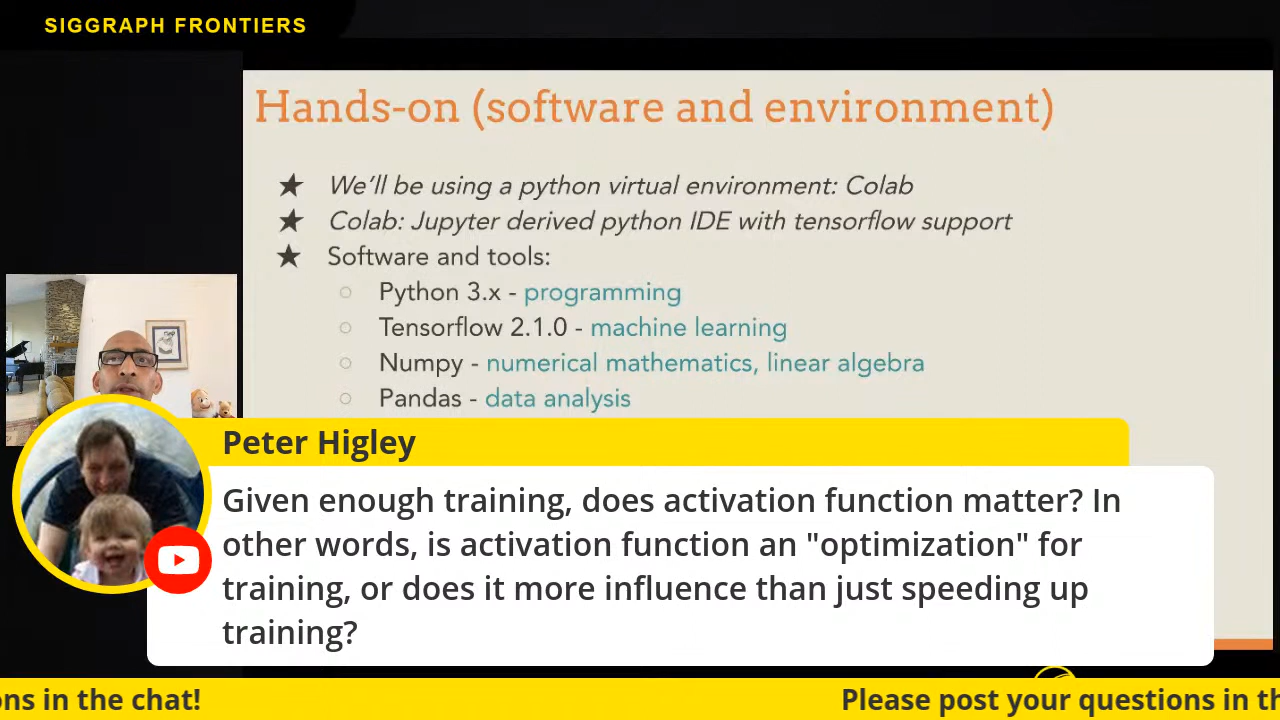 SIGGRAPH FRONTIERS
Hands-on (software and environment)
★ We'll be using a python virtual environment: Colab
★ Colab: Jupyter derived python IDE with tensorflow support
★ Software and tools:
○ Python 3.x - programming
○ Tensorflow 2.1.0 - machine learning
○ Numpy - numerical mathematics, linear algebra
○ Pandas - data analysis
Peter Higley
Given enough training, does activation function matter? In
other words, is activation function an "optimization" for
training, or does it more influence than just speeding up
training?
ons in the chat! Please post your questions in th